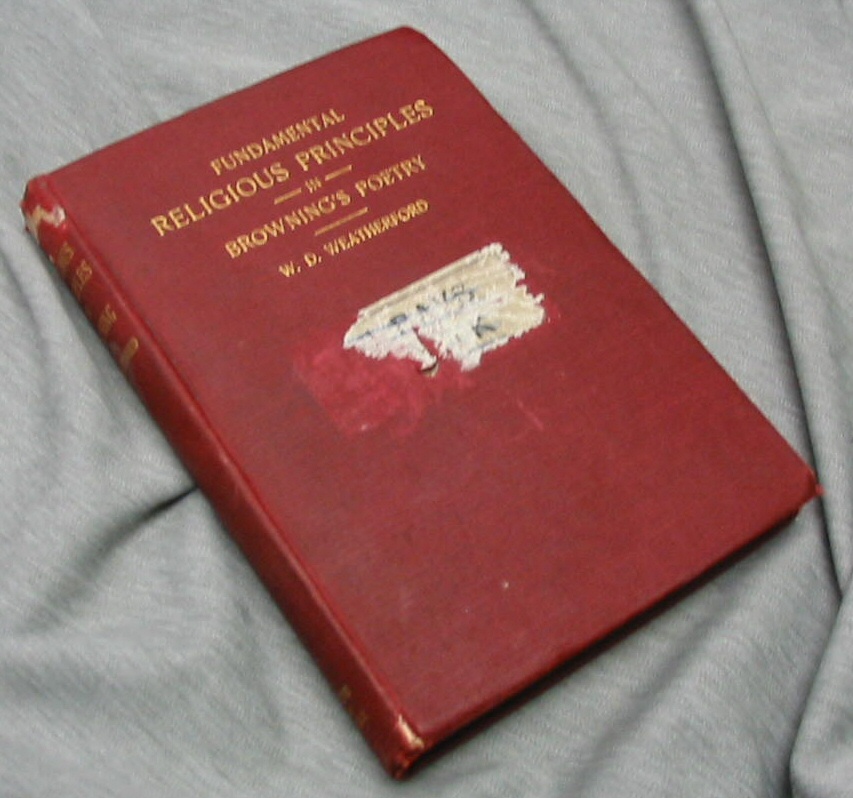 FUNDAMENTAL
RELIGIOUS PRINCIPLES
IN
BROWNING'S POETRY
W. D. WEATHERFORD